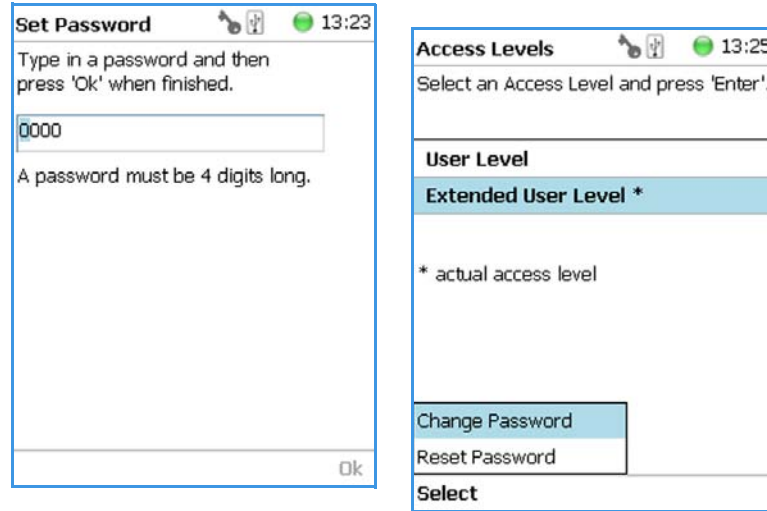 Set Password 13:23
Type in a password and then
press 'Ok' when finished.
0000
A password must be 4 digits long.
Ok
Access Levels 13:25
Select an Access Level and press 'Enter'.
User Level
Extended User Level *
* actual access level
Change Password
Reset Password
Select